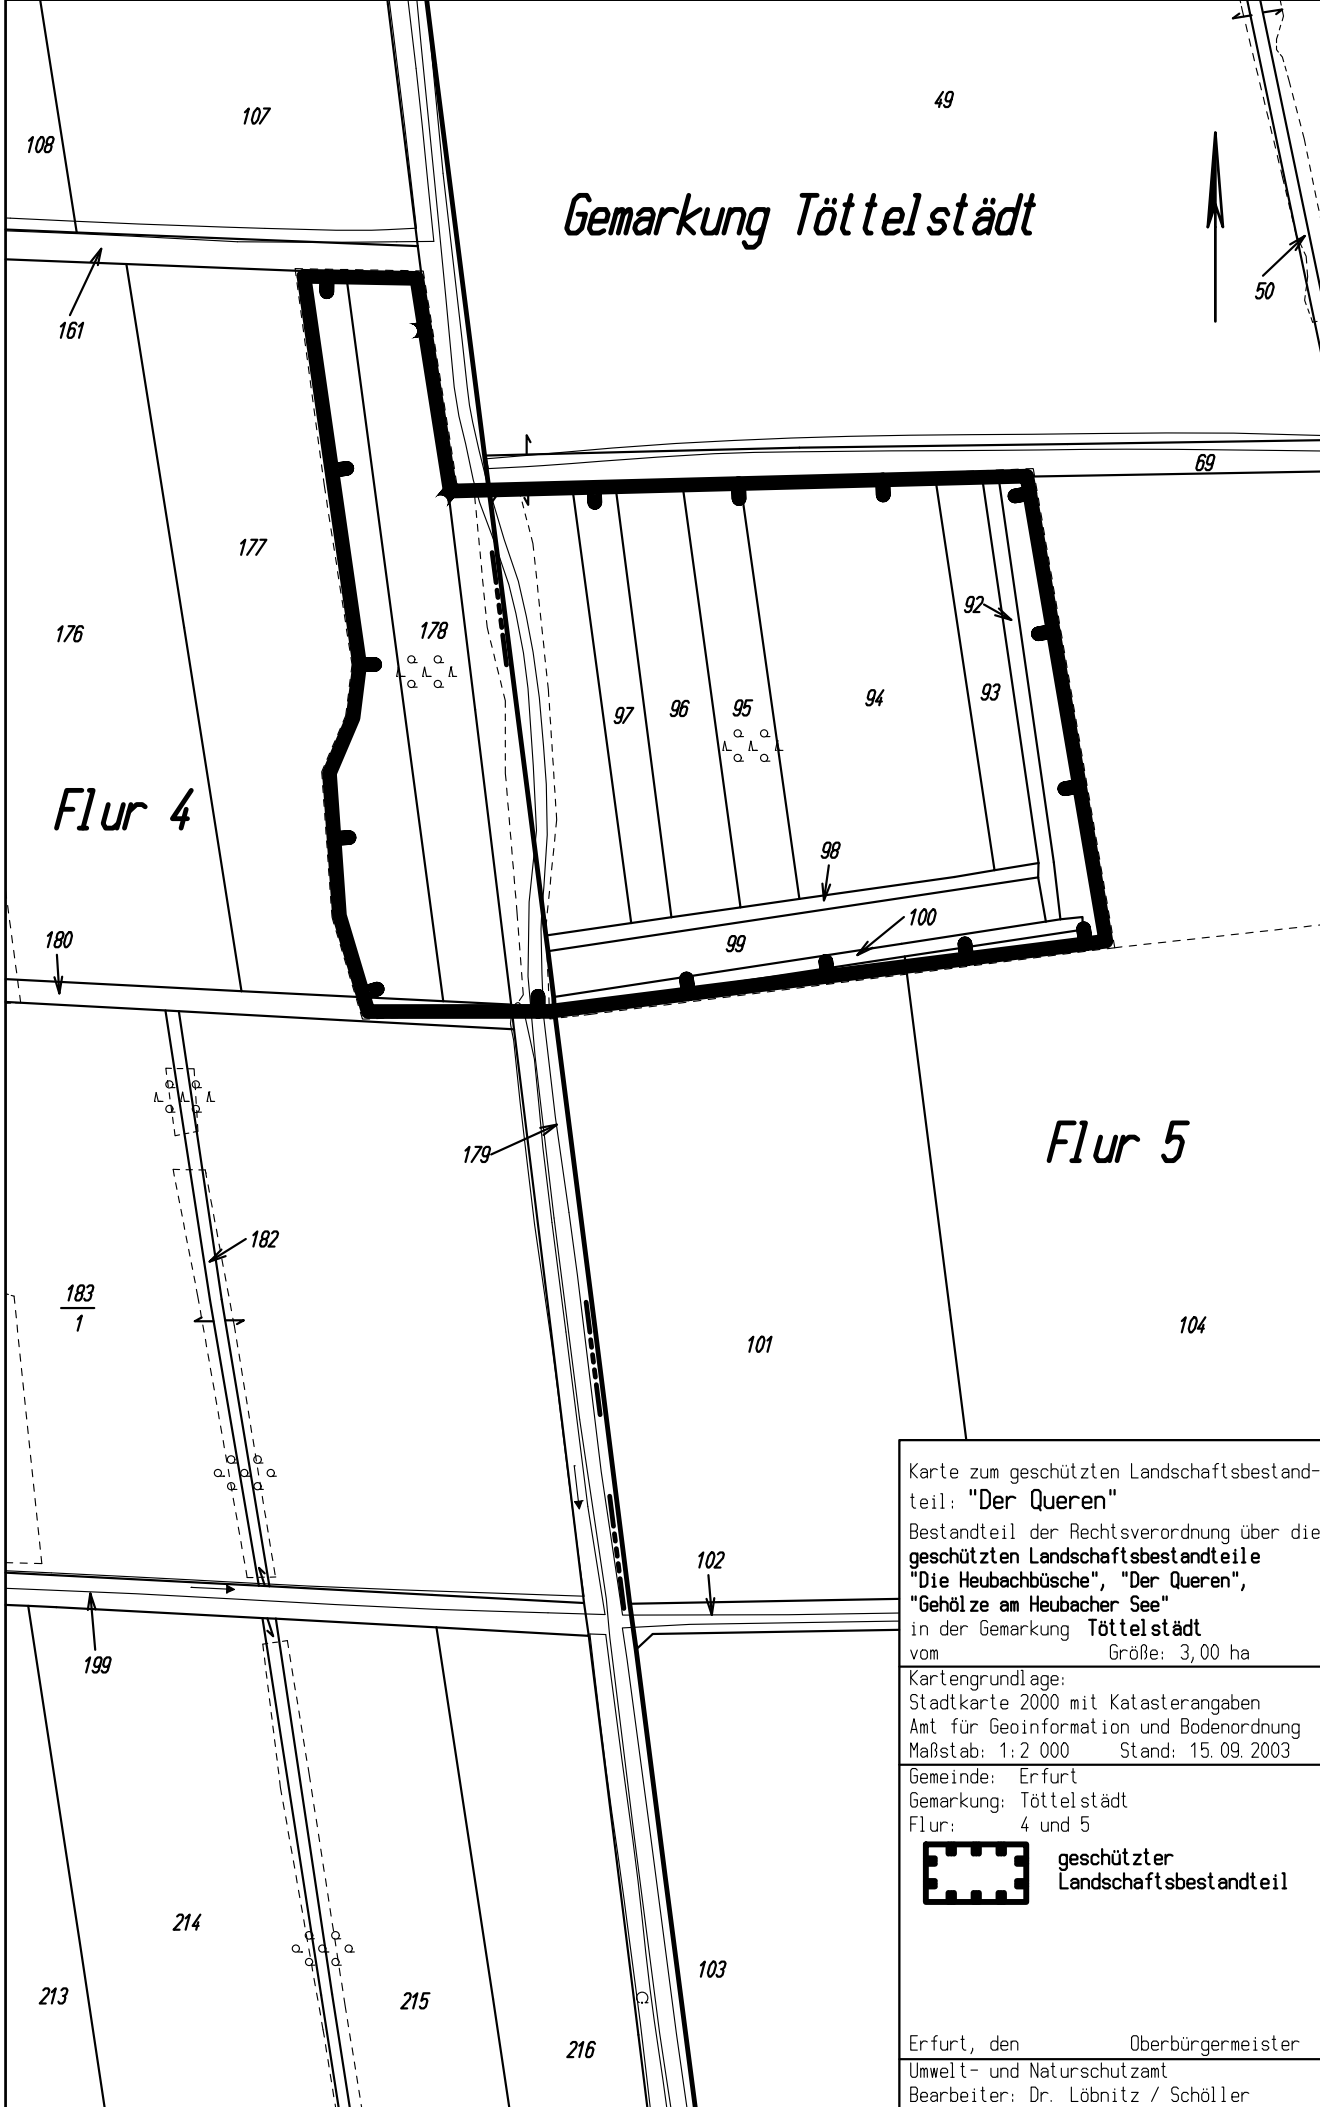 107
49
108
Gemarkung Töttelstädt
50
161
69
177
92
176
178
93
94
97
96
95
Flur 4
98
100
180
99
Flur 5
179
182
183
1
101
104
102
199
214
103
213
215
216
Karte zum geschützten Landschaftsbestand-
teil: "Der Queren"
Bestandteil der Rechtsverordnung über die
geschützten Landschaftsbestandteile
"Die Heubachbüsche", "Der Queren",
"Gehölze am Heubacher See"
in der Gemarkung Töttelstädt
vom Größe: 3,00 ha
Kartengrundlage:
Stadtkarte 2000 mit Katasterangaben
Amt für Geoinformation und Bodenordnung
Maßstab: 1:2 000 Stand: 15.09.2003
Gemeinde: Erfurt
Gemarkung: Töttelstädt
Flur: 4 und 5
geschützter
Landschaftsbestandteil
Erfurt, den Oberbürgermeister
Umwelt- und Naturschutzamt
Bearbeiter: Dr. Löbnitz / Schöller